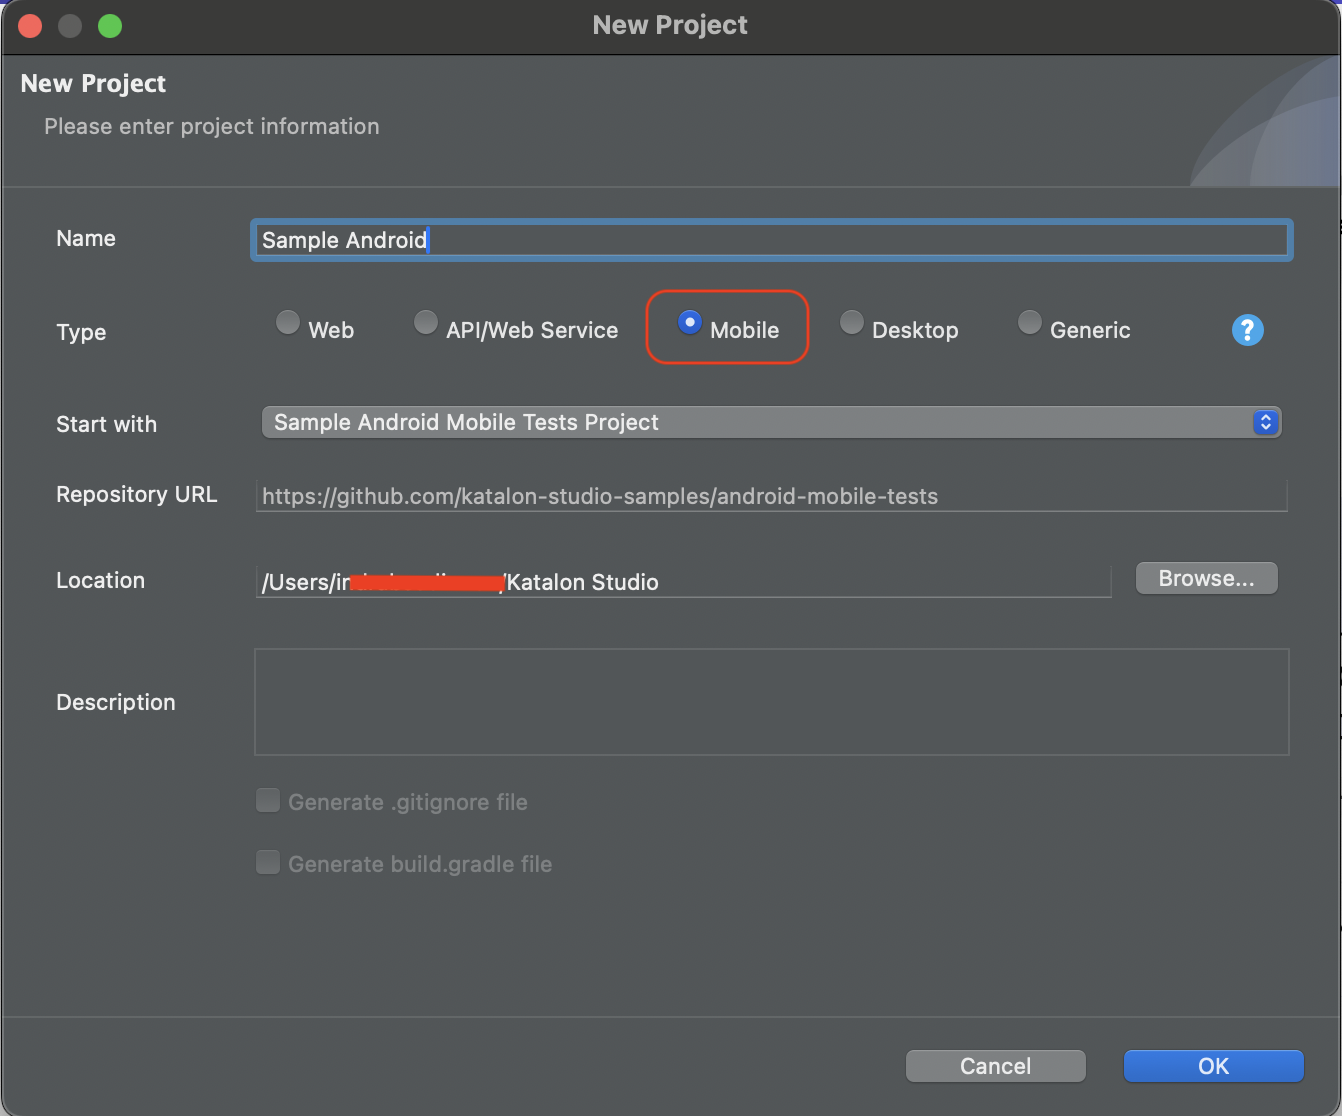 New Project
New Project
Please enter project information
Name Sample Android
Type Web API/Web Service Mobile Desktop Generic ?
Start with Sample Android Mobile Tests Project
Repository URL https://github.com/katalon-studio-samples/android-mobile-tests
Location /Users/ /Katalon Studio Browse...
Description
Generate .gitignore file
Generate build.gradle file
Cancel OK